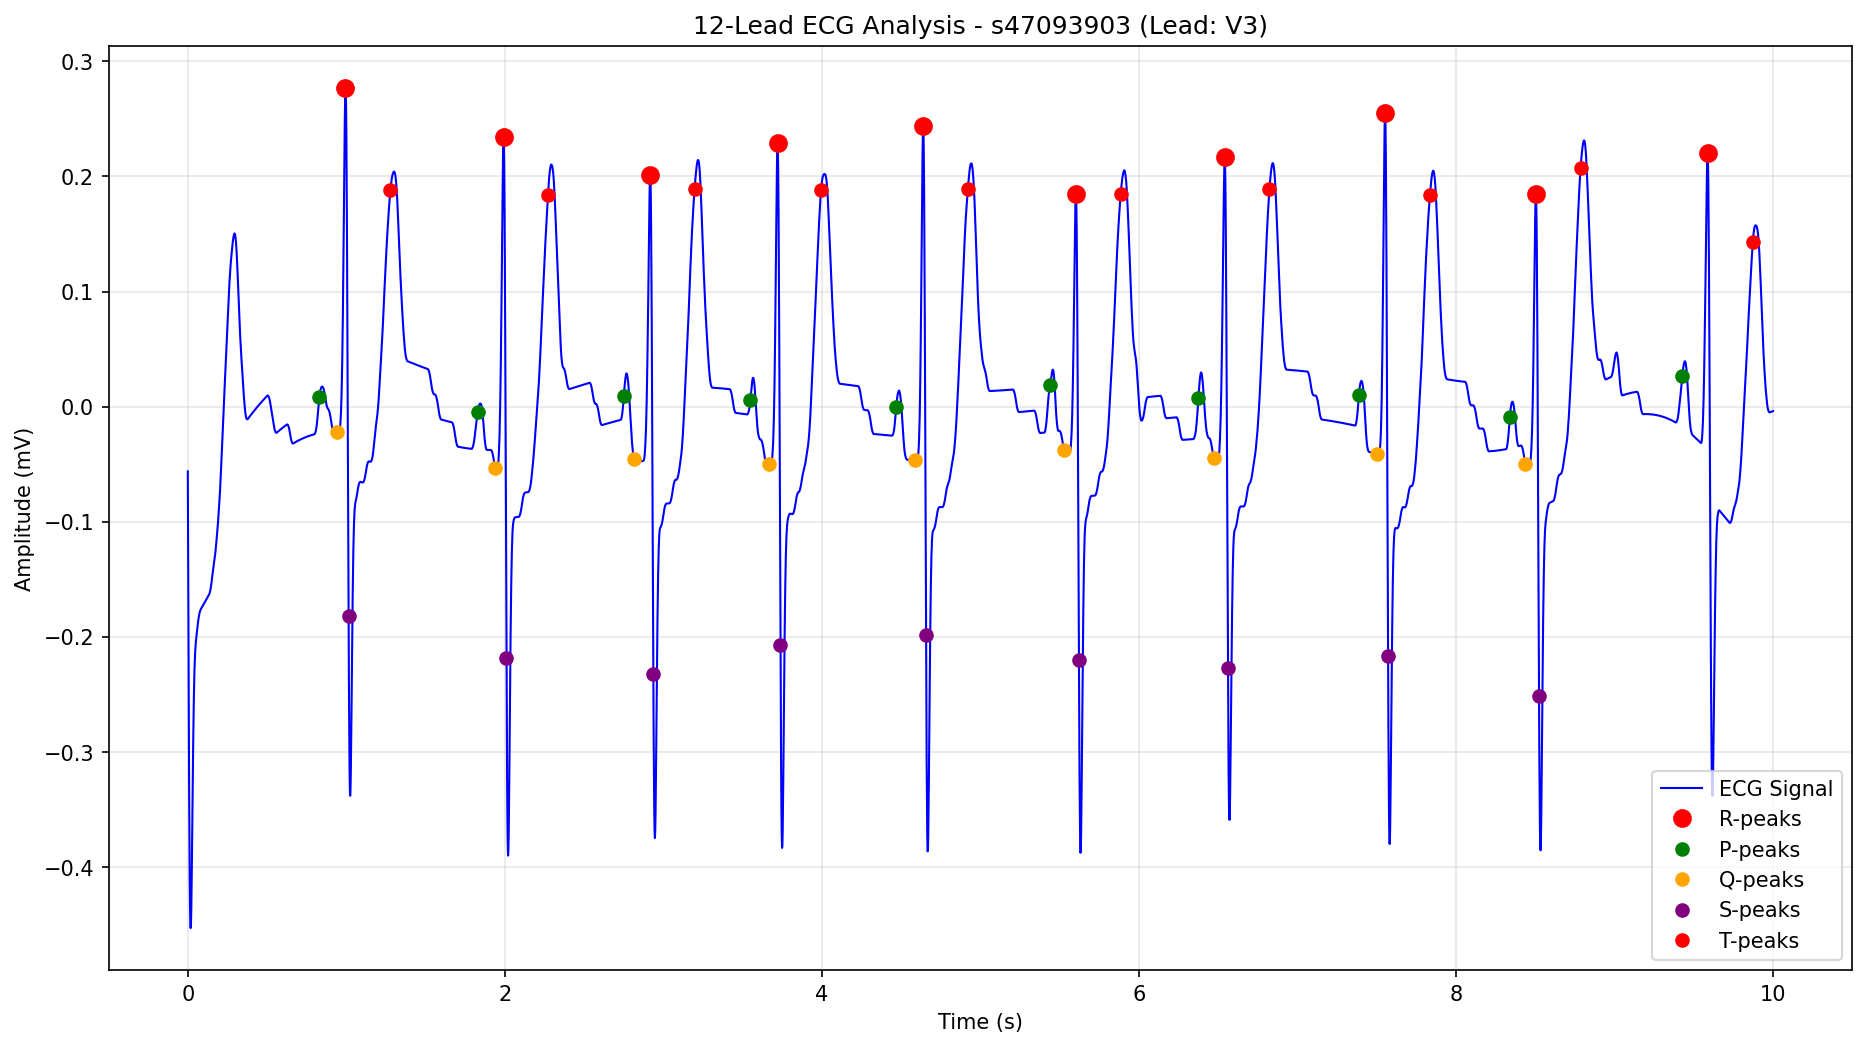 12-Lead ECG Analysis - s47093903 (Lead: V3)
Amplitude (mV)
0.3
0.2
0.1
0.0
−0.1
−0.2
−0.3
−0.4
0 2 4 6 8 10
Time (s)
ECG Signal
R-peaks
P-peaks
Q-peaks
S-peaks
T-peaks